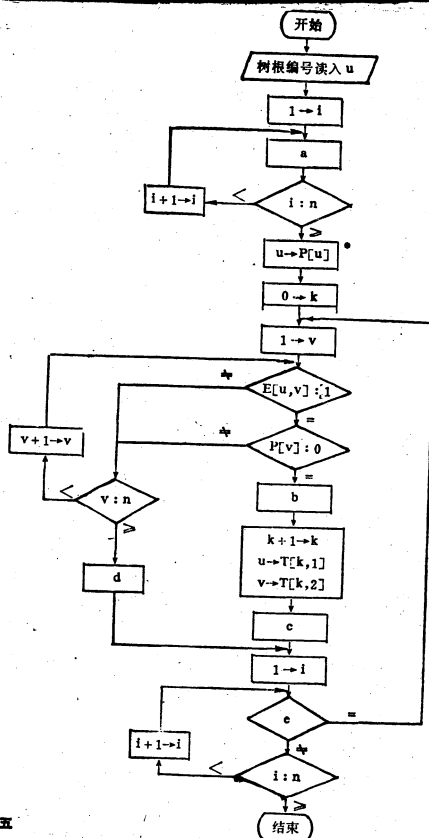 开始
树根编号读入 u
1→i
a
i+1→i
<
i : n
≥
u→P[u]
0→k
1→v
≒
E[u,v] : 1
=
v+1→v
≒
P[v] : 0
=
<
v : n
≥
b
k+1→k
u→T[k,1]
v→T[k,2]
d
c
1→i
e
=
≒
i+1→i
<
i : n
≥
五
结束